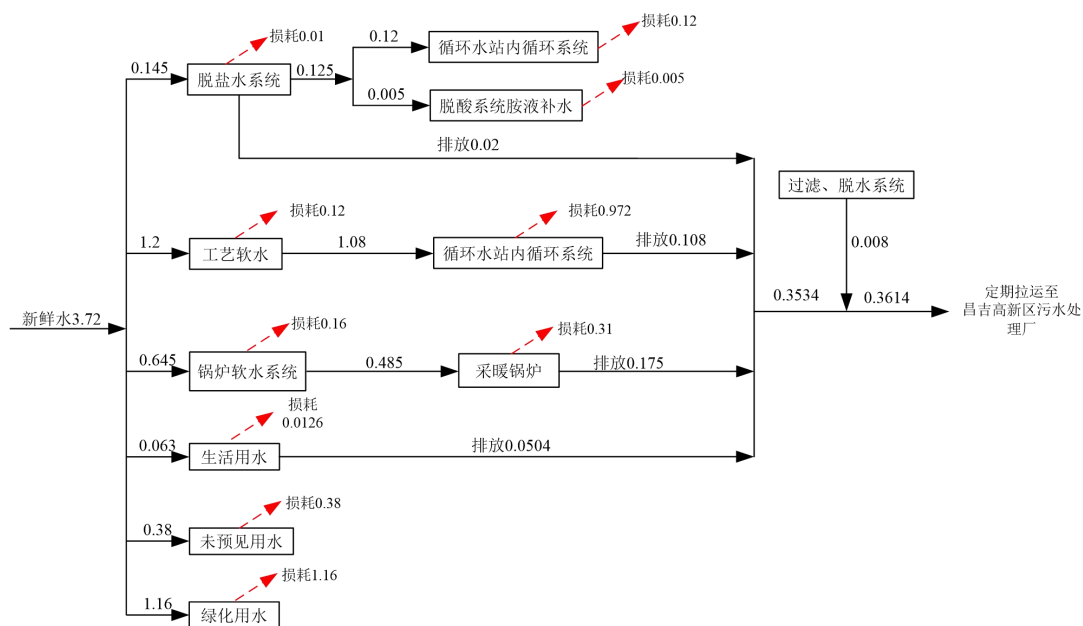 损耗0.01
0.145
脱盐水系统
0.125
0.12
循环水站内循环系统
损耗0.12
0.005
脱酸系统胺液补水
损耗0.005
排放0.02
过滤、脱水系统
0.008
损耗0.12
1.2
工艺软水
1.08
循环水站内循环系统
损耗0.972
排放0.108
0.3534
0.3614
定期拉运至
昌吉高新区污水处
理厂
新鲜水3.72
损耗0.16
0.645
锅炉软水系统
0.485
采暖锅炉
损耗0.31
排放0.175
损耗
0.0126
0.063
生活用水
排放0.0504
损耗0.38
0.38
未预见用水
损耗1.16
1.16
绿化用水